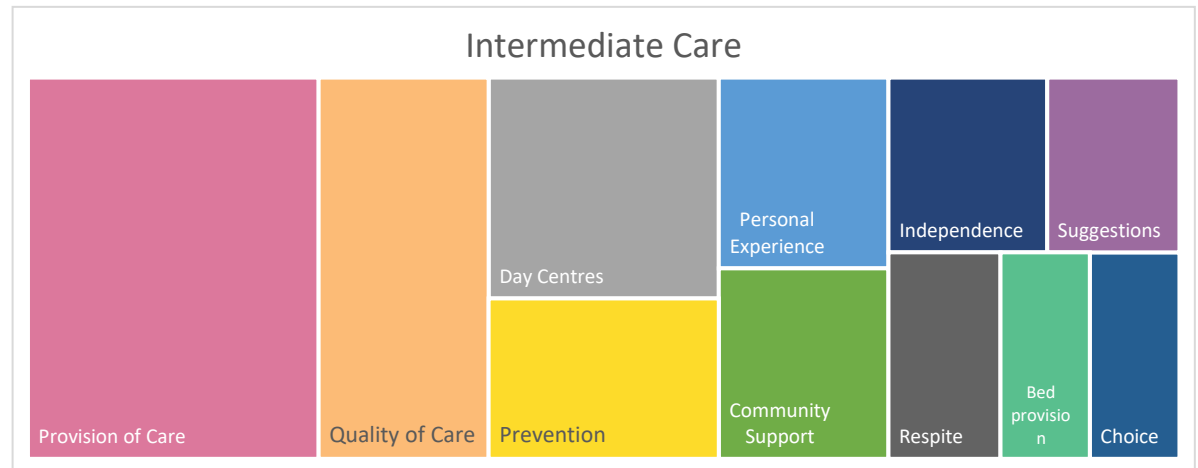 Intermediate Care
Provision of Care
Quality of Care
Day Centres
Prevention
Personal
Experience
Community
Support
Independence
Suggestions
Respite
Bed
provisio
n
Choice